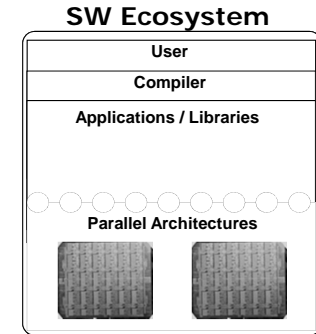 SW Ecosystem
User
Compiler
Applications / Libraries
Parallel Architectures